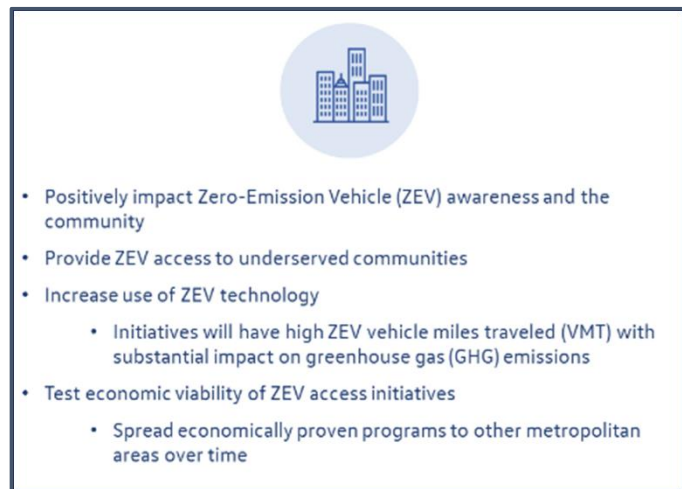 • Positively impact Zero-Emission Vehicle (ZEV) awareness and the
community
• Provide ZEV access to underserved communities
• Increase use of ZEV technology
• Initiatives will have high ZEV vehicle miles traveled (VMT) with
substantial impact on greenhouse gas (GHG) emissions
• Test economic viability of ZEV access initiatives
• Spread economically proven programs to other metropolitan
areas over time